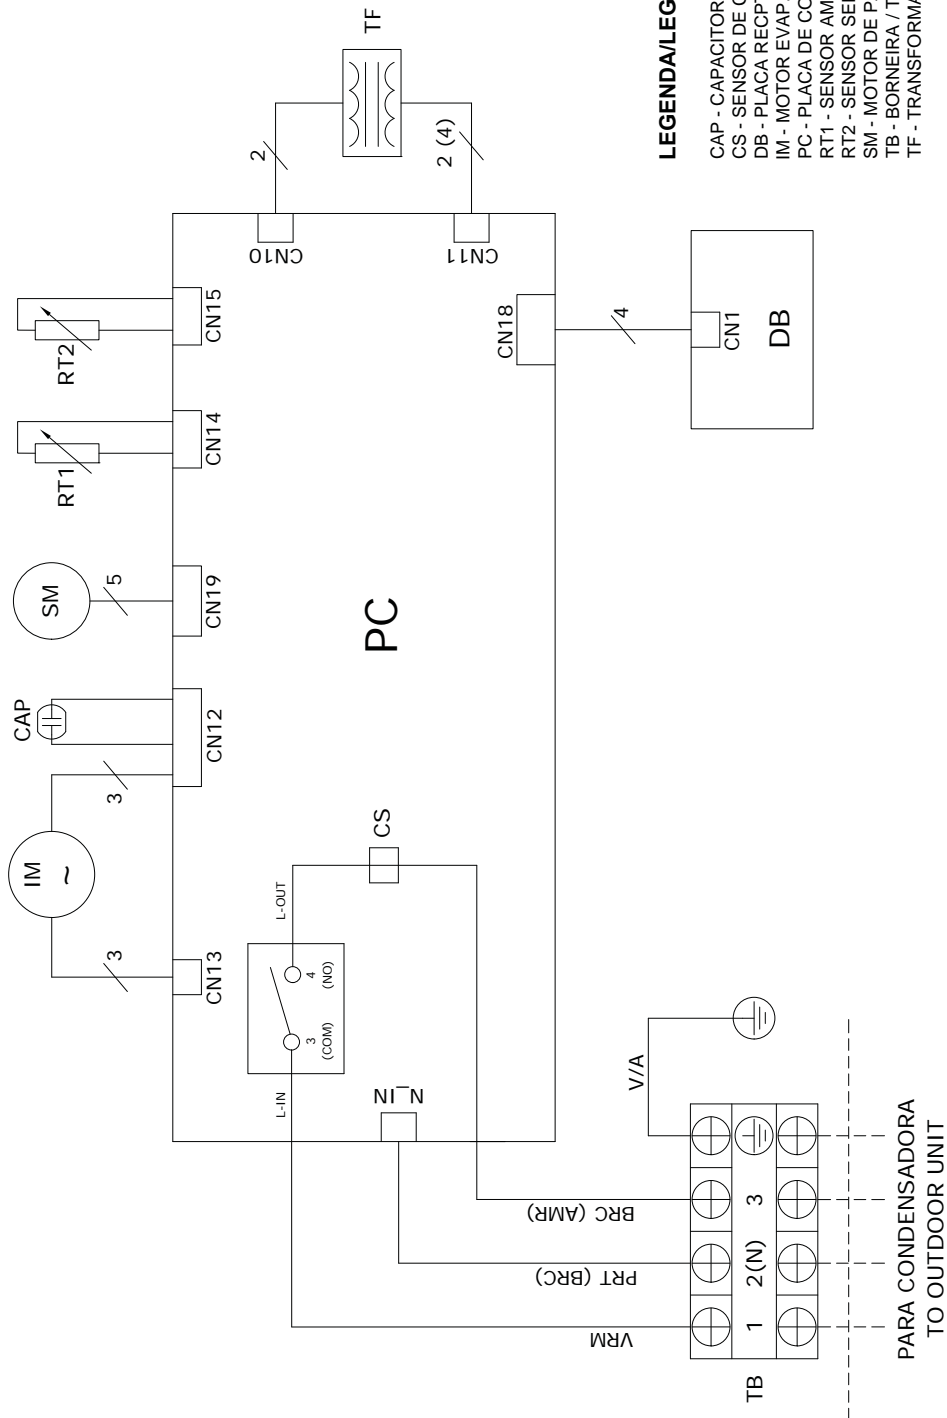 TF
2
2 (4)
CN10
CN11
RT2
CN15
RT1
CN14
SM
5
CN19
CAP
CN12
3
IM
~
3
CN13
PC
CN18
4
CN1
DB
CS
L-OUT
4
(NO)
3
(COM)
L-IN
N_IN
V/A
BRC (AMR)
PRT (BRC)
VRM
1
2(N)
3
TB
PARA CONDENSADORA
TO OUTDOOR UNIT
LEGENDA/LEG
CAP - CAPACITOR
CS - SENSOR DE
DB - PLACA RECPT
IM - MOTOR EVAP
PC - PLACA DE CO
RT1 - SENSOR AM
RT2 - SENSOR SE
SM - MOTOR DE
TB - BORNEIRA / T
TF - TRANSFORMA